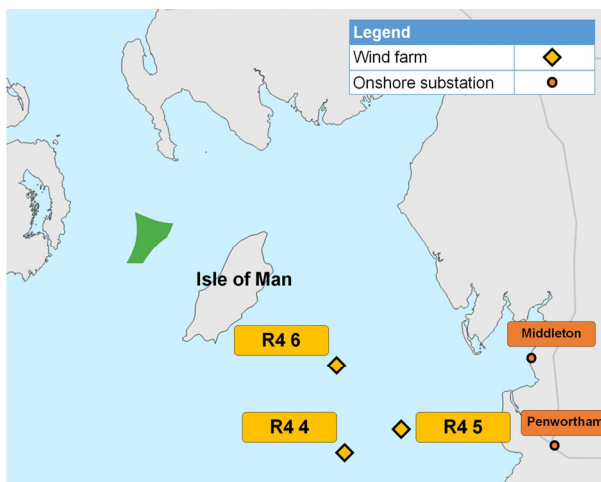 Legend
Wind farm
Onshore substation
Isle of Man
R4 6
Middleton
R4 4
R4 5
Penwortham